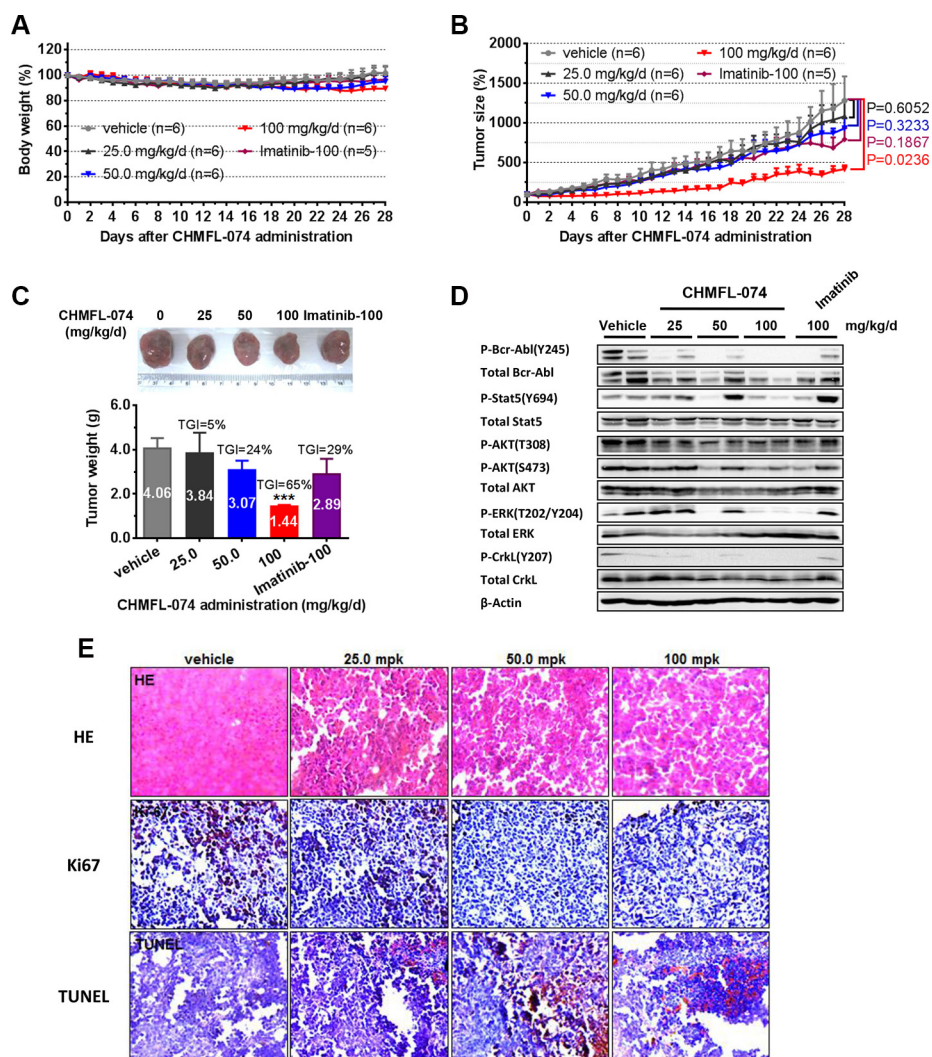 A
120
100
80
60
40
20
0
Body weight (%)
vehicle (n=6)
100 mg/kg/d (n=6)
25.0 mg/kg/d (n=6)
Imatinib-100 (n=5)
50.0 mg/kg/d (n=6)
0 2 4 6 8 10 12 14 16 18 20 22 24 26 28
Days after CHMFL-074 administration
B
2000
1500
1000
500
0
Tumor size (%)
vehicle (n=6)
100 mg/kg/d (n=6)
25.0 mg/kg/d (n=6)
Imatinib-100 (n=5)
50.0 mg/kg/d (n=6)
P=0.6052
P=0.3233
P=0.1867
P=0.0236
0 2 4 6 8 10 12 14 16 18 20 22 24 26 28
Days after CHMFL-074 administration
C
CHMFL-074 0 25 50 100 Imatinib-100
(mg/kg/d)
6.0
4.0
2.0
0.0
Tumor weight (g)
TGI=5%
TGI=24%
TGI=65%
***
TGI=29%
4.06
3.84
3.07
1.44
2.89
vehicle 25.0 50.0 100 Imatinib-100
CHMFL-074 administration (mg/kg/d)
D
CHMFL-074
Imatinib
Vehicle 25 50 100 100 mg/kg/d
P-Bcr-Abl(Y245)
Total Bcr-Abl
P-Stat5(Y694)
Total Stat5
P-AKT(T308)
P-AKT(S473)
Total AKT
P-ERK(T202/Y204)
Total ERK
P-CrkL(Y207)
Total CrkL
β-Actin
E
vehicle 25.0 mpk 50.0 mpk 100 mpk
HE
HE
Ki67
Ki67
TUNEL
TUNEL